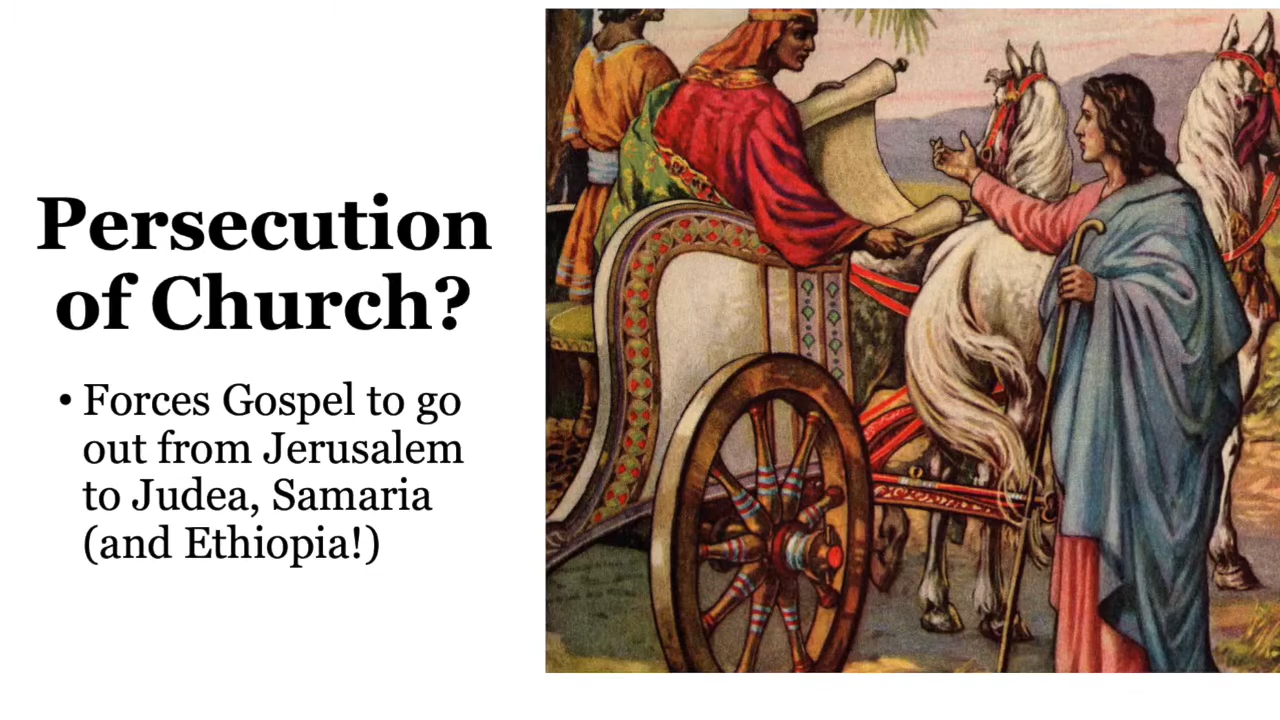 Persecution
of Church?
• Forces Gospel to go
out from Jerusalem
to Judea, Samaria
(and Ethiopia!)